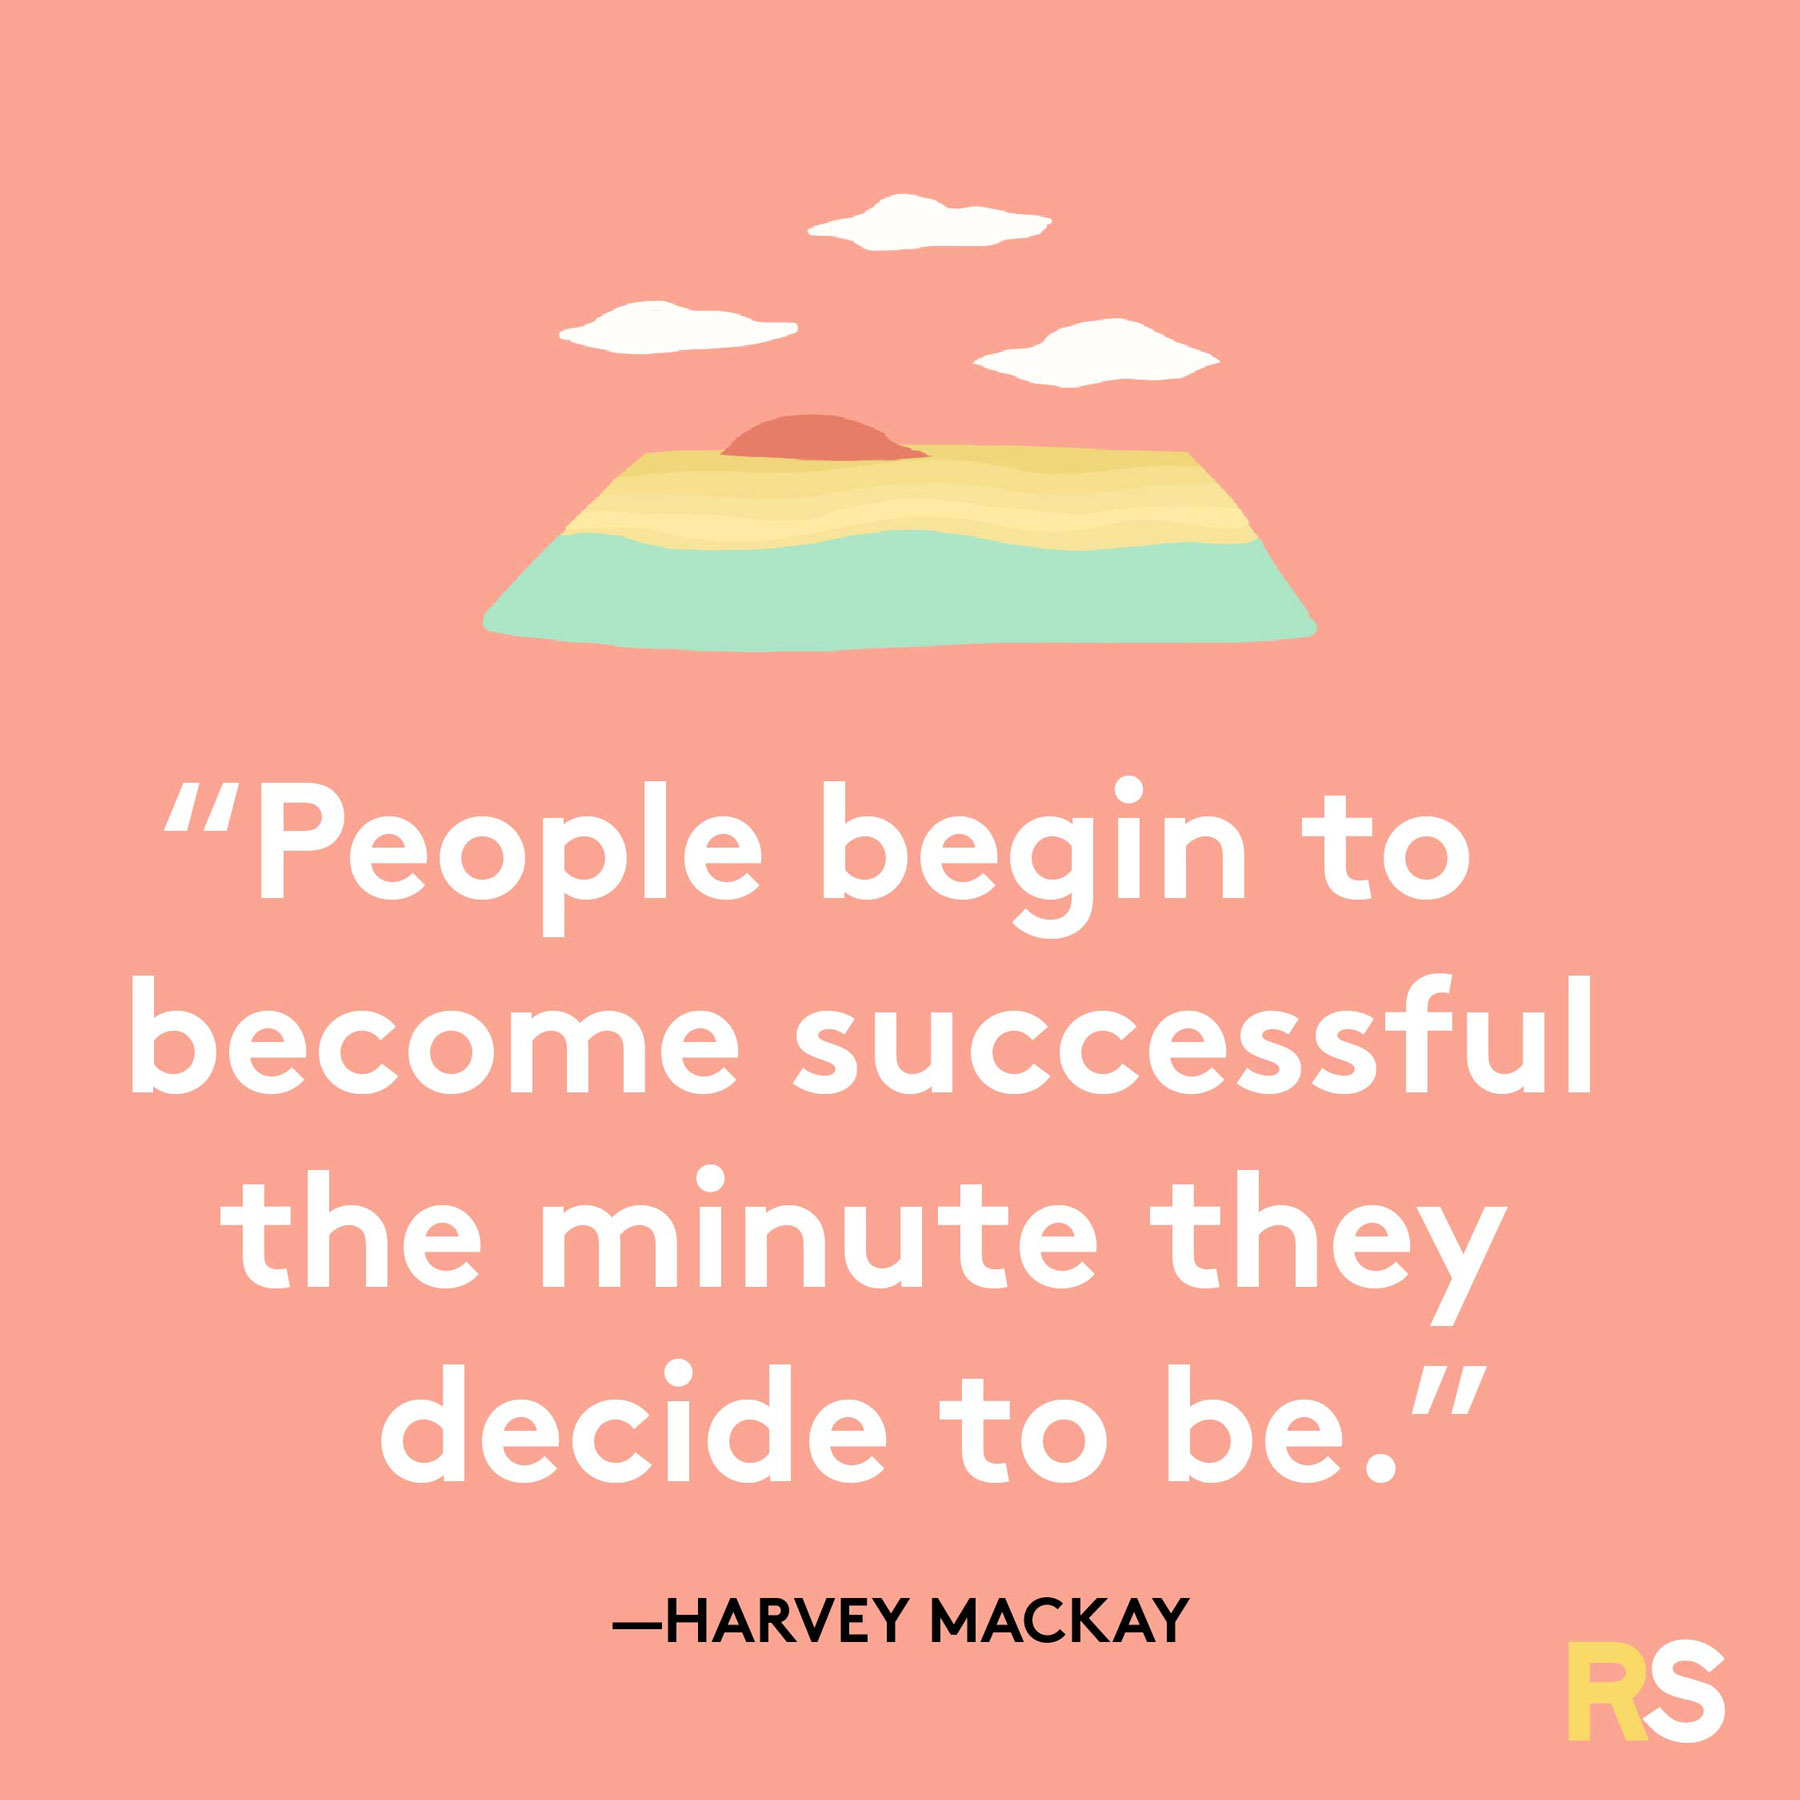 “People begin to
become successful
the minute they
decide to be.”
—HARVEY MACKAY
RS